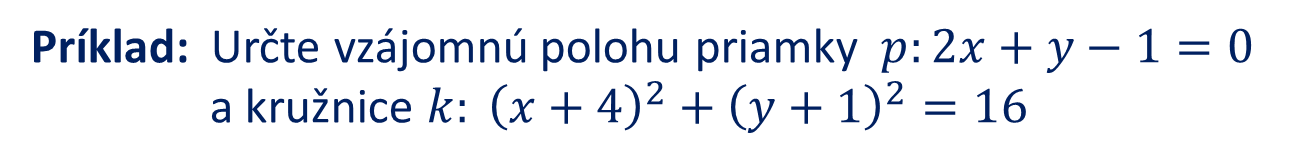 Príklad: Určte vzájomnú polohu priamky p: 2x + y − 1 = 0
a kružnice k: (x + 4)² + (y + 1)² = 16